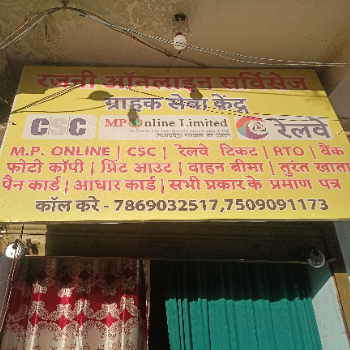 रजनी ऑनलाइन सर्विसेज
ग्राहक सेवा केंद्र
CSC MP Online Limited रेलवे
M.P. ONLINE | CSC | रेलवे टिकट | RTO | बैंक
फोटो कॉपी | प्रिंट आउट | वाहन बीमा | तुरंत खाता
पैन कार्ड | आधार कार्ड | सभी प्रकार के प्रमाण पत्र
कॉल करे - 7869032517,7509091173